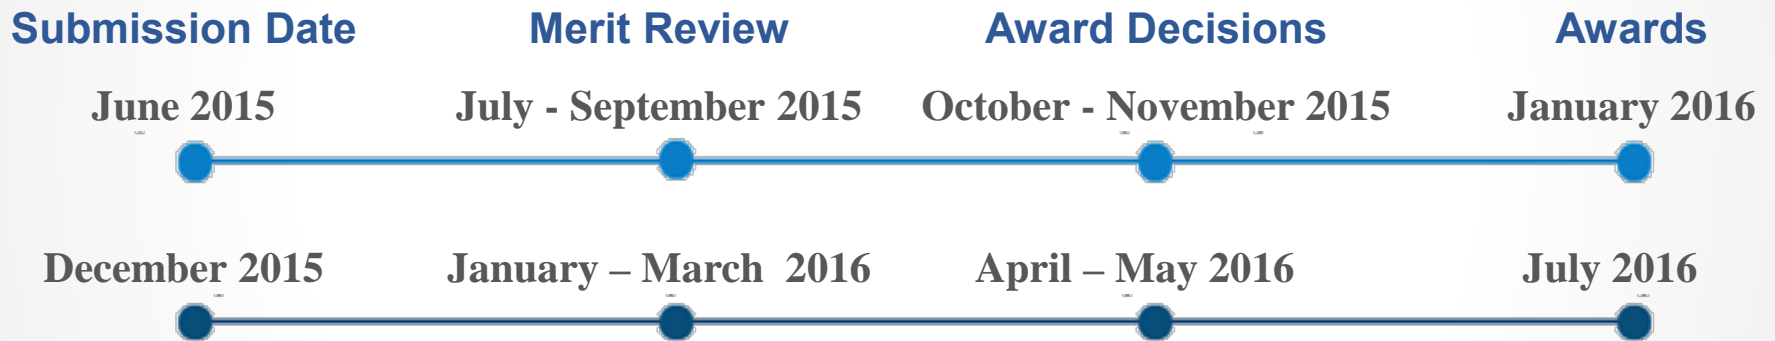 Submission Date Merit Review Award Decisions Awards
June 2015 July - September 2015 October - November 2015 January 2016
December 2015 January – March 2016 April – May 2016 July 2016